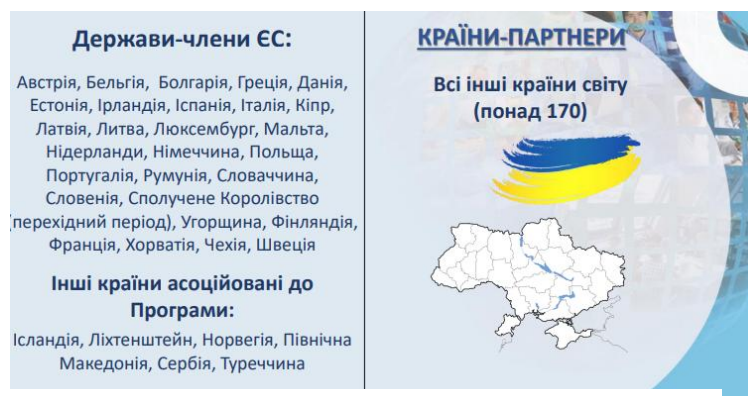 Держави-члени ЄС:
Австрія, Бельгія, Болгарія, Греція, Данія,
Естонія, Ірландія, Іспанія, Італія, Кіпр,
Латвія, Литва, Люксембург, Мальта,
Нідерланди, Німеччина, Польща,
Португалія, Румунія, Словаччина,
Словенія, Сполучене Королівство
(перехідний період), Угорщина, Фінляндія,
Франція, Хорватія, Чехія, Швеція
Інші країни асоційовані до
Програми:
Ісландія, Ліхтенштейн, Норвегія, Північна
Македонія, Сербія, Туреччина
КРАЇНИ-ПАРТНЕРИ
Всі інші країни світу
(понад 170)